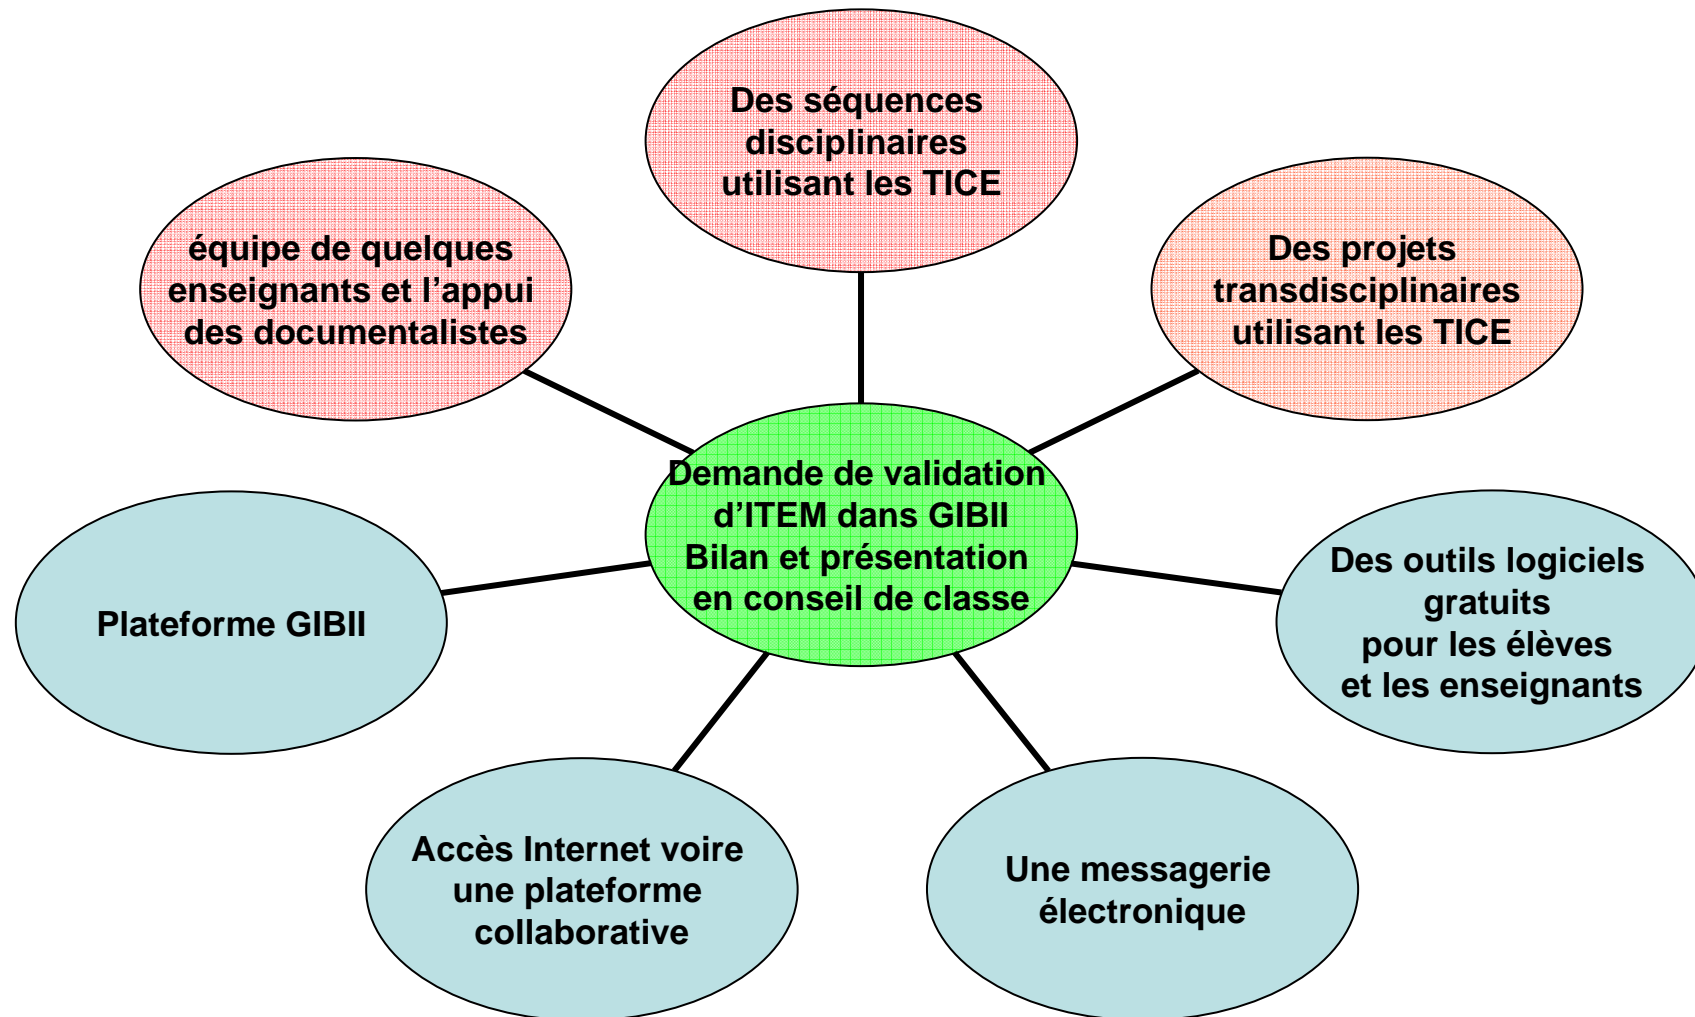 Des séquences
disciplinaires
utilisant les TICE
équipe de quelques
enseignants et l'appui
des documentalistes
Des projets
transdisciplinaires
utilisant les TICE
Demande de validation
d'ITEM dans GIBII
Bilan et présentation
en conseil de classe
Plateforme GIBII
Des outils logiciels
gratuits
pour les élèves
et les enseignants
Accès Internet voire
une plateforme
collaborative
Une messagerie
électronique